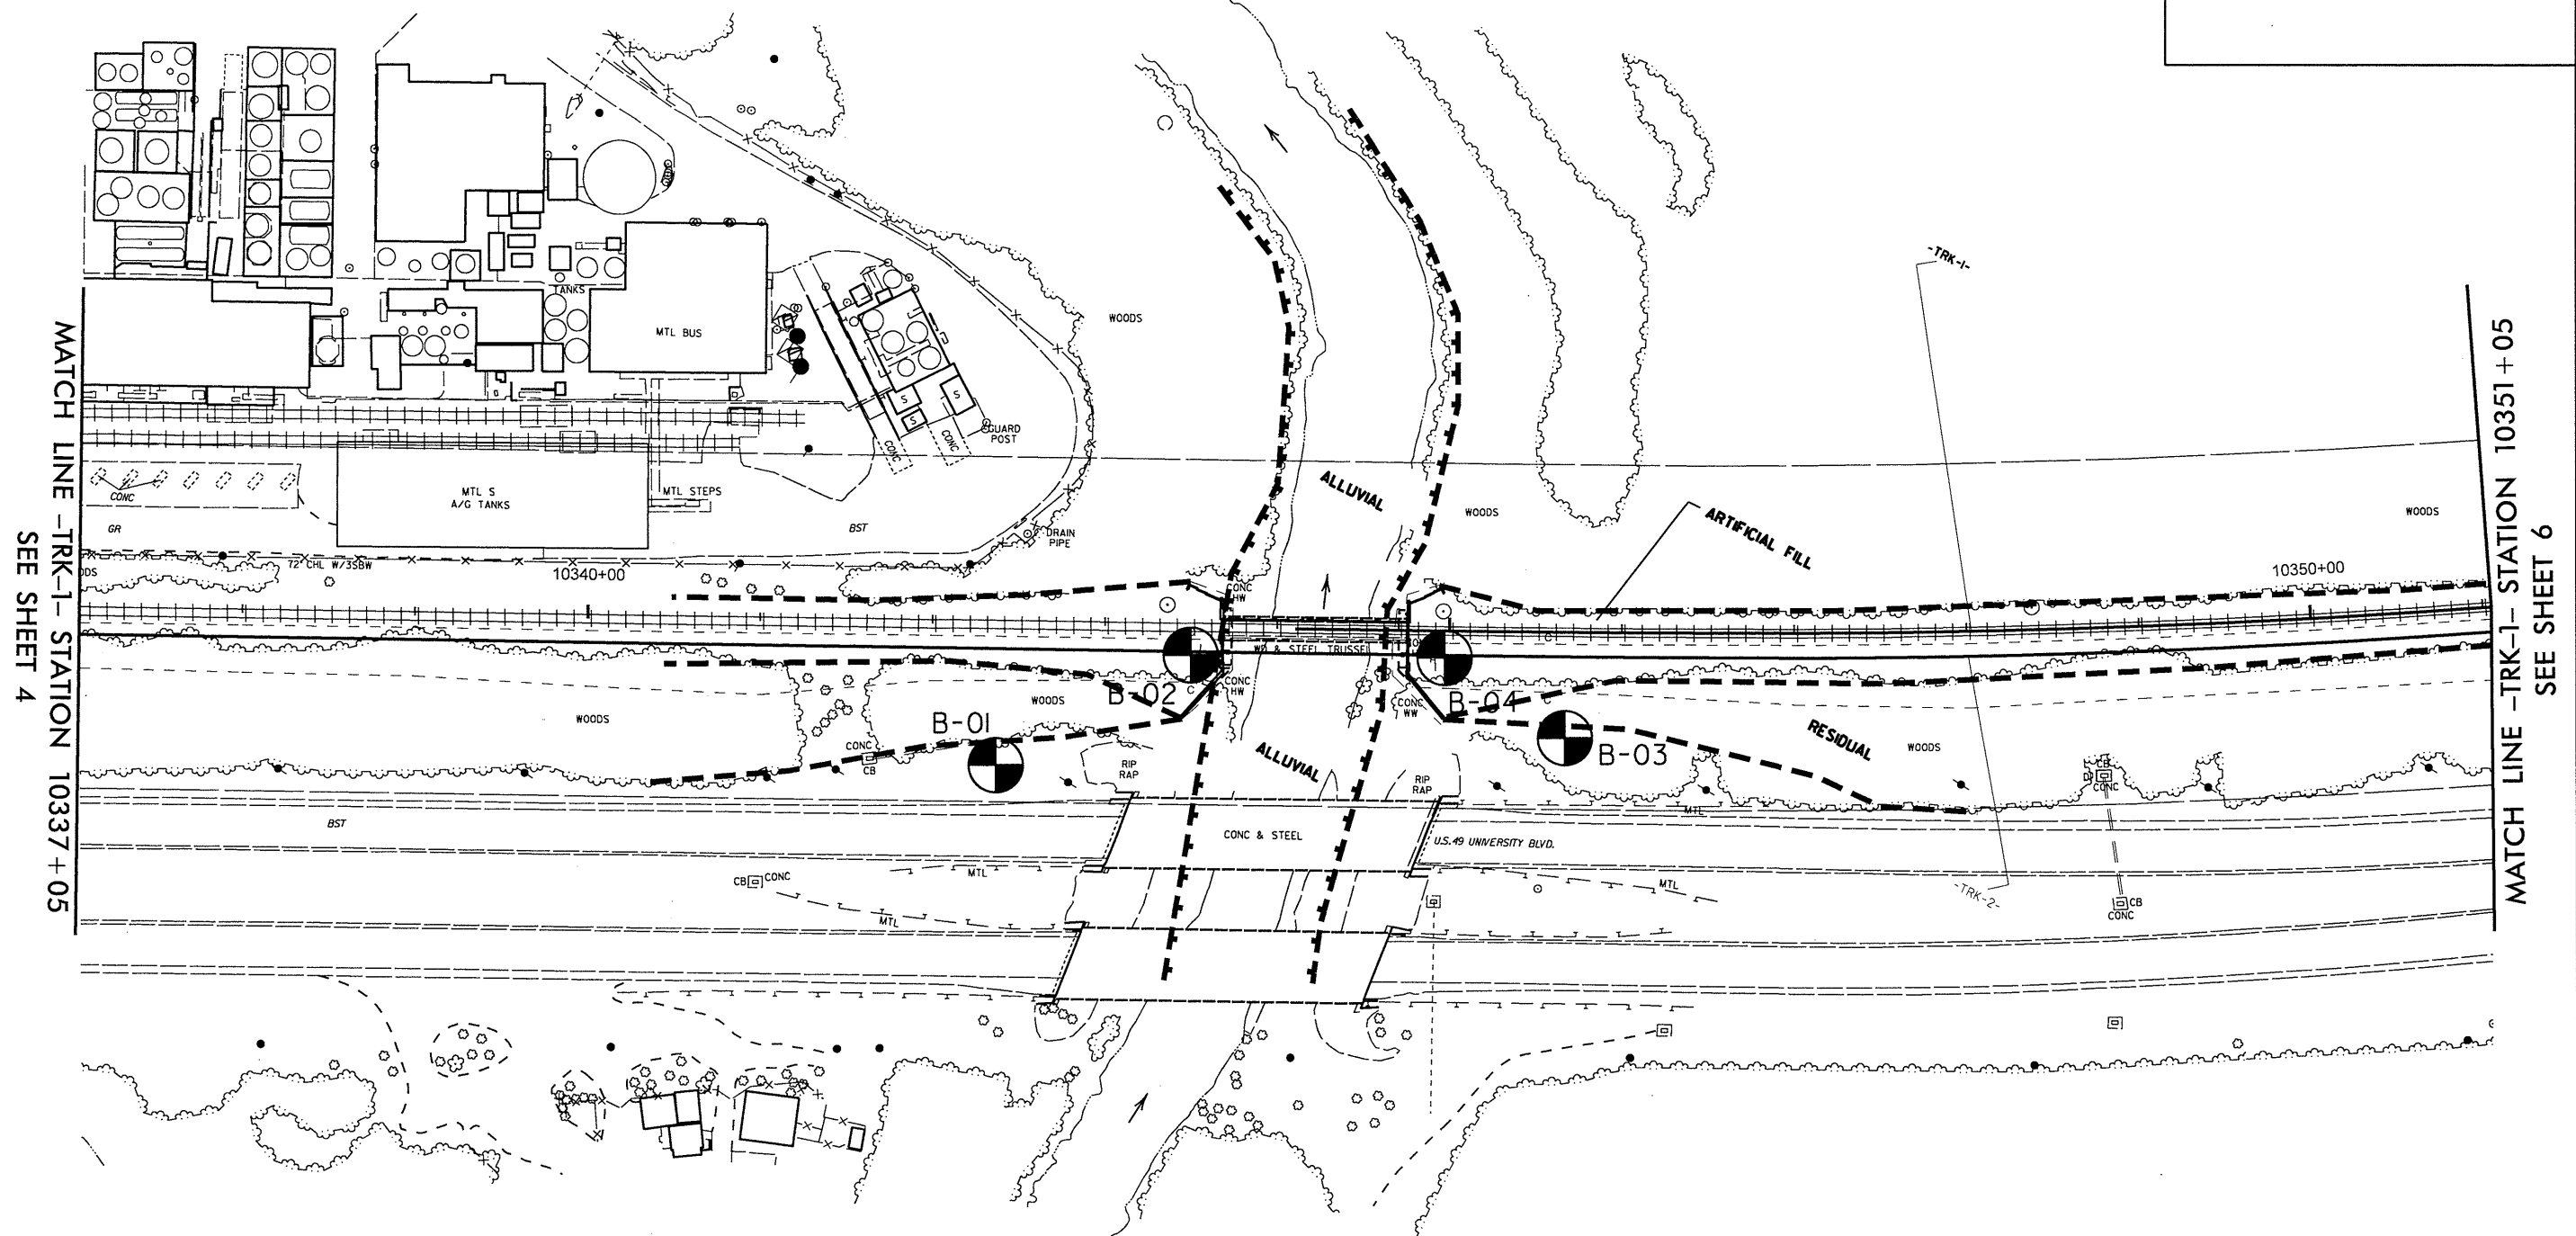 MATCH LINE -TRK-1- STATION 10337+05
SEE SHEET 4
TANKS
MTL BUS
S
S
S
CONC
CONC
GUARD
POST
WOODS
-TRK-1-
MATCH LINE -TRK-1- STATION 10351+05
SEE SHEET 6
CONC
GR
MTL S
A/G TANKS
MTL STEPS
BST
DRAIN
PIPE
ALLUVIAL
WOODS
ARTIFICIAL FILL
WOODS
72" CHL W/3SBW
10340+00
10350+00
CONC
HW
WD & STEEL TRUSSEL
B-02
C
CONC
HW
CONC
WW
B-04
C
C
WOODS
WOODS
B-01
CONC
CB
RIP
RAP
ALLUVIAL
RIP
RAP
B-03
RESIDUAL
WOODS
CB
CONC
BST
CONC & STEEL
U.S.49 UNIVERSITY BLVD.
MTL
CB
CONC
MTL
MTL
MTL
-TRK-2-
CB
CONC